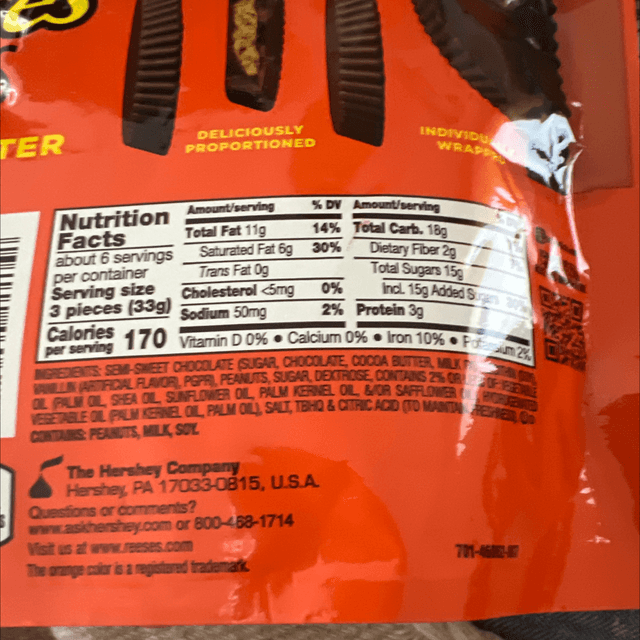 TER
DELICIOUSLY
PROPORTIONED
Nutrition
Facts
about 6 servings
per container
Serving size
3 pieces (33g)
Calories
per serving 170
Amount/serving % DV
Total Fat 11g 14%
Saturated Fat 6g 30%
Trans Fat 0g
Cholesterol <5mg 0%
Sodium 50mg 2%
Amount/serving
Total Carb. 18g
Dietary Fiber 2g
Total Sugars 15g
Incl. 15g Added Sugars
Protein 3g
Vitamin D 0% • Calcium 0% • Iron 10% • 2%
INGREDIENTS: SEMI-SWEET CHOCOLATE (SUGAR, CHOCOLATE, COCOA BUTTER, MILK
VANILLIN (ARTIFICIAL FLAVOR), PGPR), PEANUTS, SUGAR, DEXTROSE, CONTAINS 2% OR
OIL (PALM OIL, SHEA OIL, SUNFLOWER OIL, PALM KERNEL OIL, &/OR SAFFLOWER
VEGETABLE OIL (PALM KERNEL OIL, PALM OIL), SALT, TBHQ & CITRIC ACID (TO MAINTAIN
CONTAINS: PEANUTS, MILK, SOY.
The Hershey Company
Hershey, PA 17033-0815, U.S.A.
Questions or comments?
www.askhershey.com or 800-468-1714
Visit us at www.reeses.com
The orange color is a registered trademark.